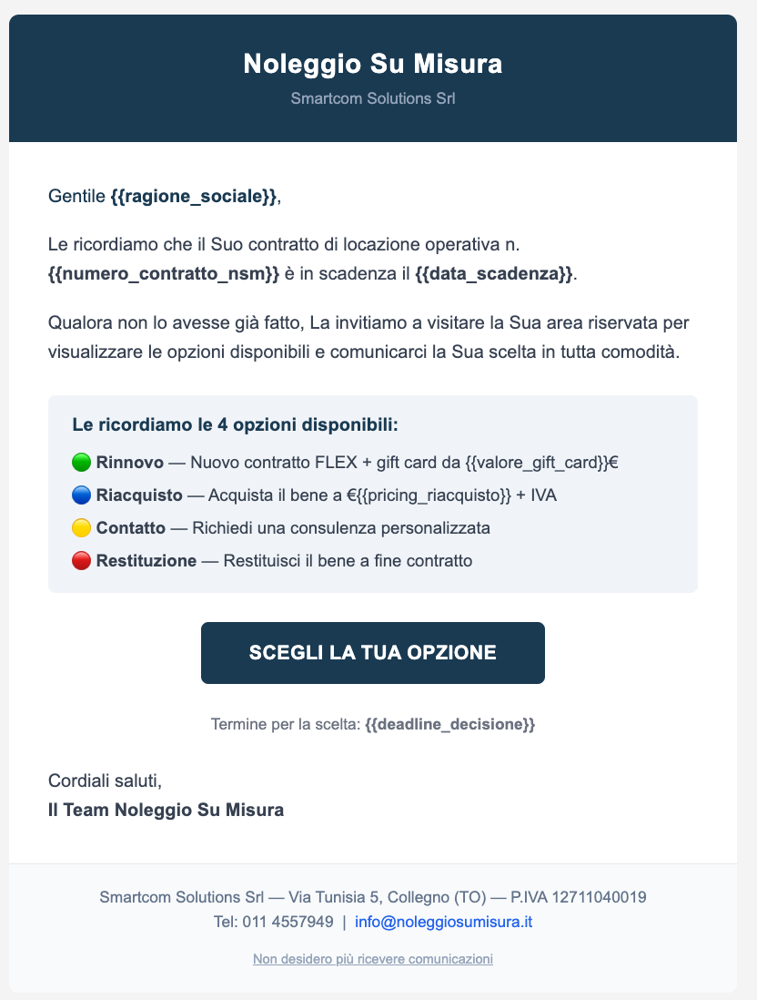 Noleggio Su Misura
Smartcom Solutions Srl
Gentile {{ragione_sociale}},
Le ricordiamo che il Suo contratto di locazione operativa n.
{{numero_contratto_nsm}} è in scadenza il {{data_scadenza}}.
Qualora non lo avesse già fatto, La invitiamo a visitare la Sua area riservata per
visualizzare le opzioni disponibili e comunicarci la Sua scelta in tutta comodità.
Le ricordiamo le 4 opzioni disponibili:
Rinnovo — Nuovo contratto FLEX + gift card da {{valore_gift_card}}€
Riacquisto — Acquista il bene a €{{pricing_riacquisto}} + IVA
Contatto — Richiedi una consulenza personalizzata
Restituzione — Restituisci il bene a fine contratto
SCEGLI LA TUA OPZIONE
Termine per la scelta: {{deadline_decisione}}
Cordiali saluti,
Il Team Noleggio Su Misura
Smartcom Solutions Srl — Via Tunisia 5, Collegno (TO) — P.IVA 12711040019
Tel: 011 4557949 | info@noleggiosumisura.it
Non desidero più ricevere comunicazioni